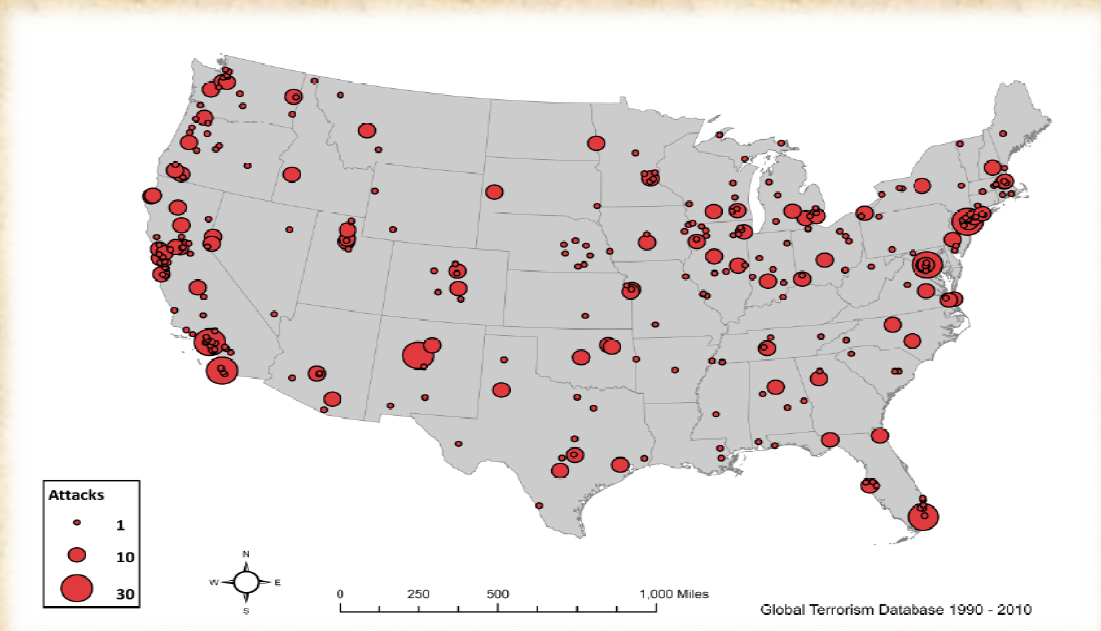 Attacks
1
10
30
N
W E
S
0 250 500 1,000 Miles
Global Terrorism Database 1990 - 2010